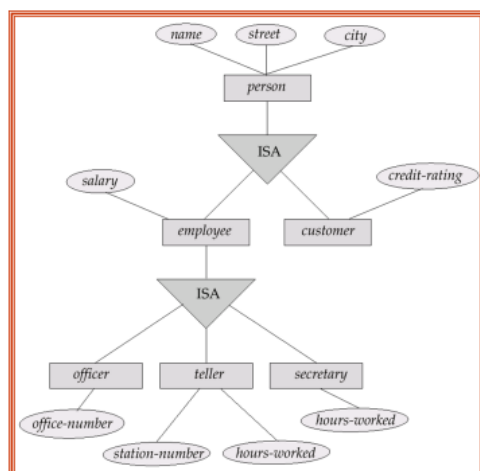 name street city
person
ISA
salary credit-rating
employee customer
ISA
officer teller secretary
office-number hours-worked
station-number hours-worked